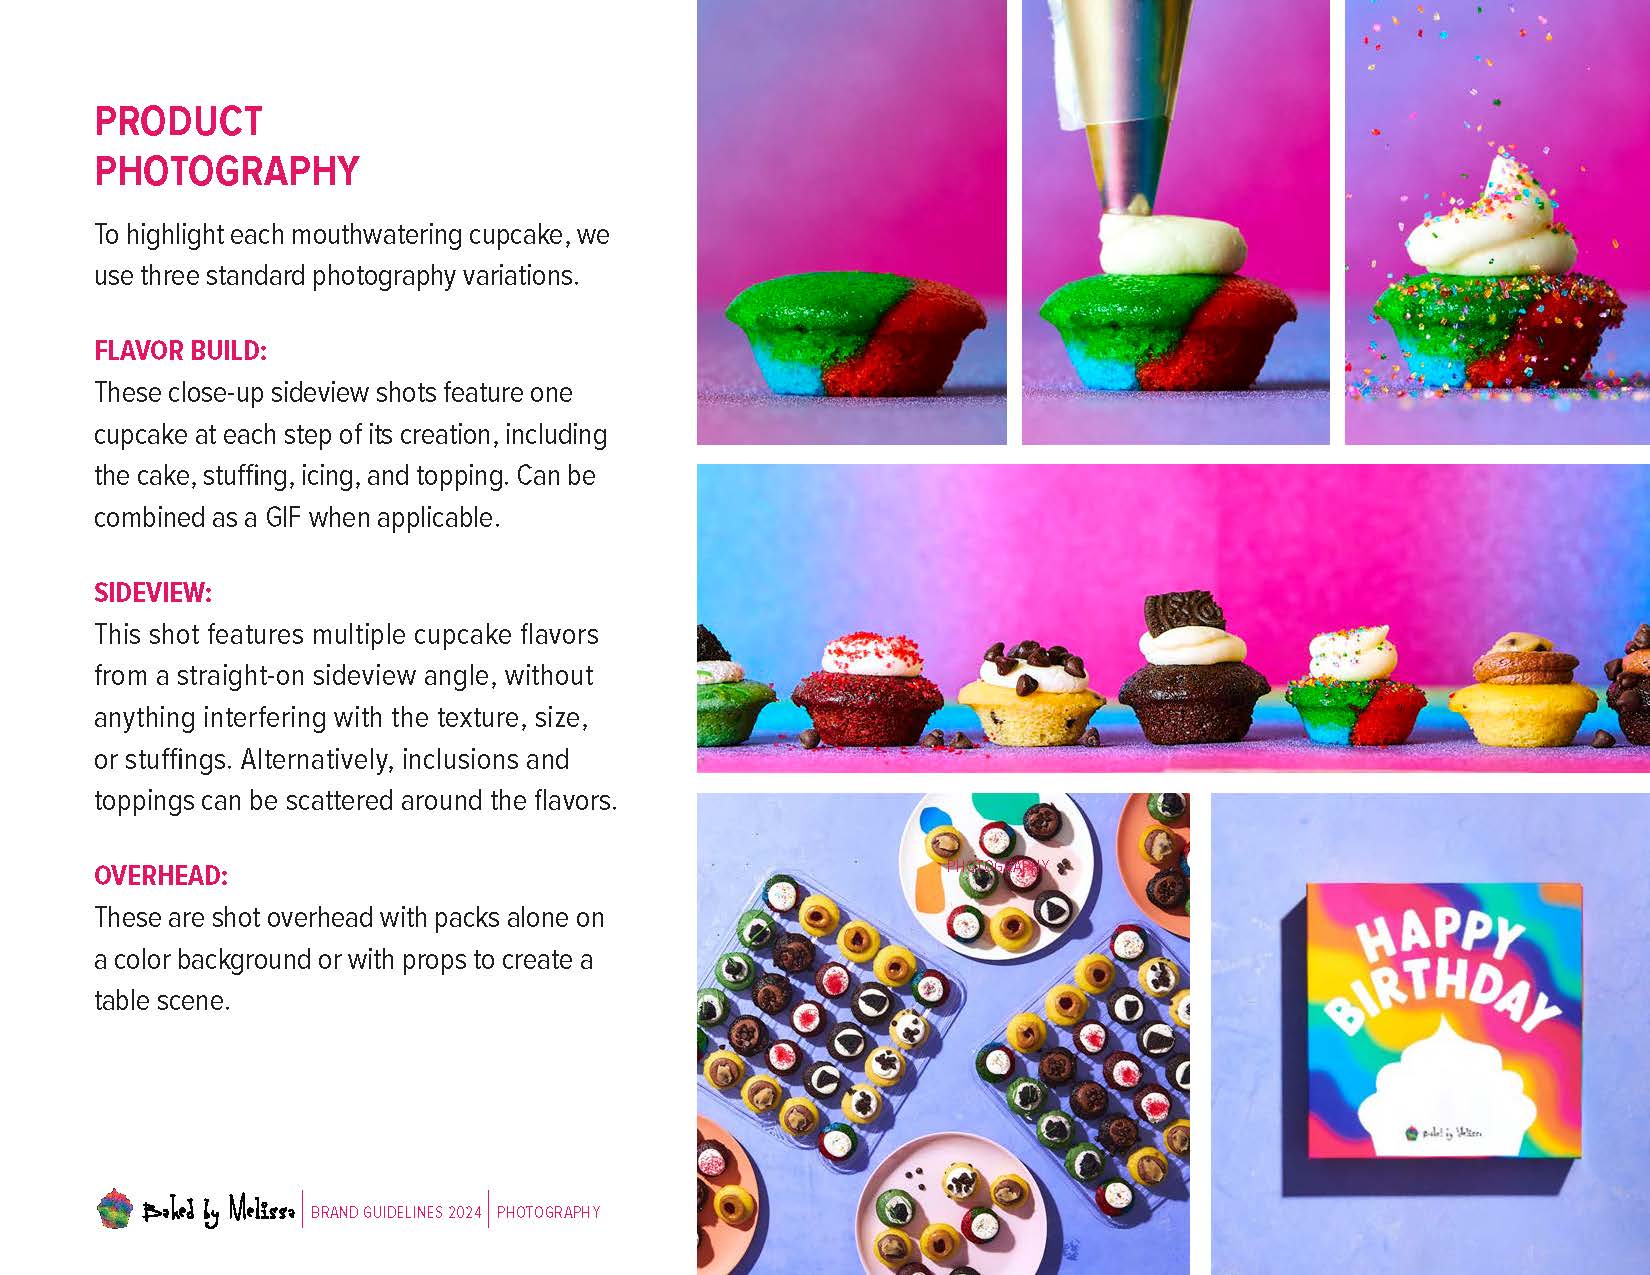 PRODUCT
PHOTOGRAPHY
To highlight each mouthwatering cupcake, we
use three standard photography variations.
FLAVOR BUILD:
These close-up sideview shots feature one
cupcake at each step of its creation, including
the cake, stuffing, icing, and topping. Can be
combined as a GIF when applicable.
SIDEVIEW:
This shot features multiple cupcake flavors
from a straight-on sideview angle, without
anything interfering with the texture, size,
or stuffings. Alternatively, inclusions and
toppings can be scattered around the flavors.
OVERHEAD:
These are shot overhead with packs alone on
a color background or with props to create a
table scene.
Baked by Melissa | BRAND GUIDELINES 2024 | PHOTOGRAPHY
PHOTOGRAPHY
HAPPY
BIRTHDAY
Baked by Melissa